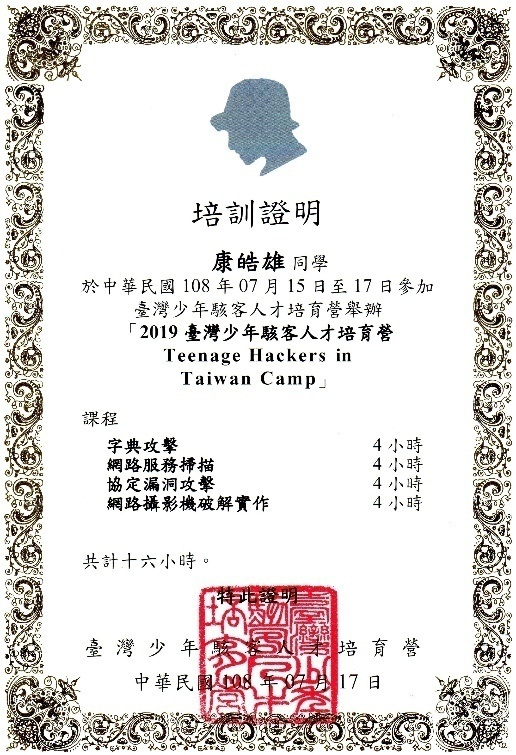 培訓證明
康皓雄 同學
於中華民國 108 年 07 月 15 日至 17 日參加
臺灣少年駭客人才培育營舉辦
「2019 臺灣少年駭客人才培育營
Teenage Hackers in
Taiwan Camp」
課程
字典攻擊 4 小時
網路服務掃描 4 小時
協定漏洞攻擊 4 小時
網路攝影機破解實作 4 小時
共計十六小時。
特此證明
臺灣少年駭客人才培育營
中華民國 108 年 07 月 17 日